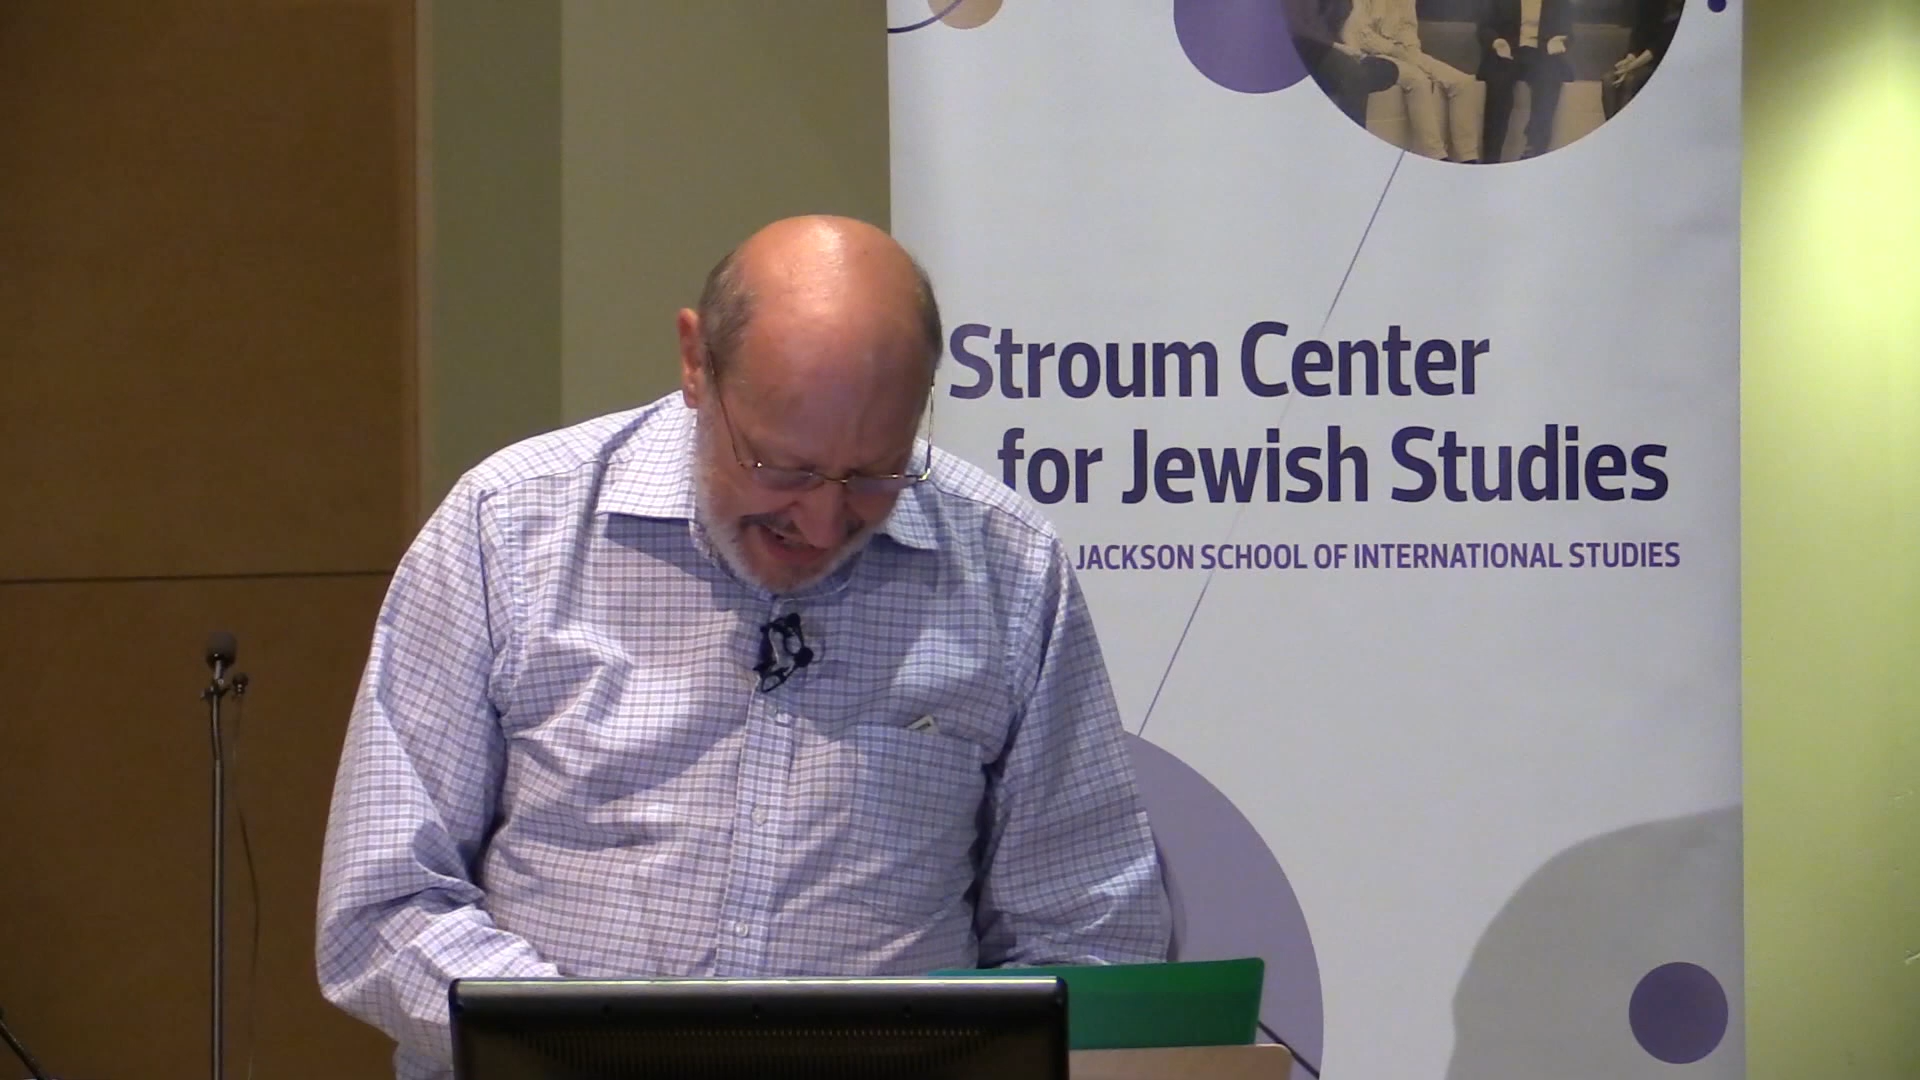 Stroum Center
for Jewish Studies
JACKSON SCHOOL OF INTERNATIONAL STUDIES